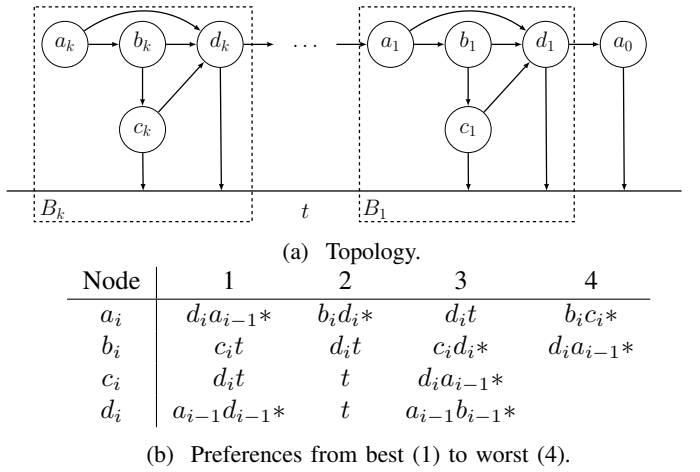 a_k b_k d_k ... a_1 b_1 d_1 a_0
c_k c_1
B_k t B_1
(a) Topology.
Node 1 2 3 4
a_i d_i a_{i−1}* b_i d_i* d_i t b_i c_i*
b_i c_i t d_i t c_i d_i* d_i a_{i−1}*
c_i d_i t t d_i a_{i−1}*
d_i a_{i−1} d_{i−1}* t a_{i−1} b_{i−1}*
(b) Preferences from best (1) to worst (4).